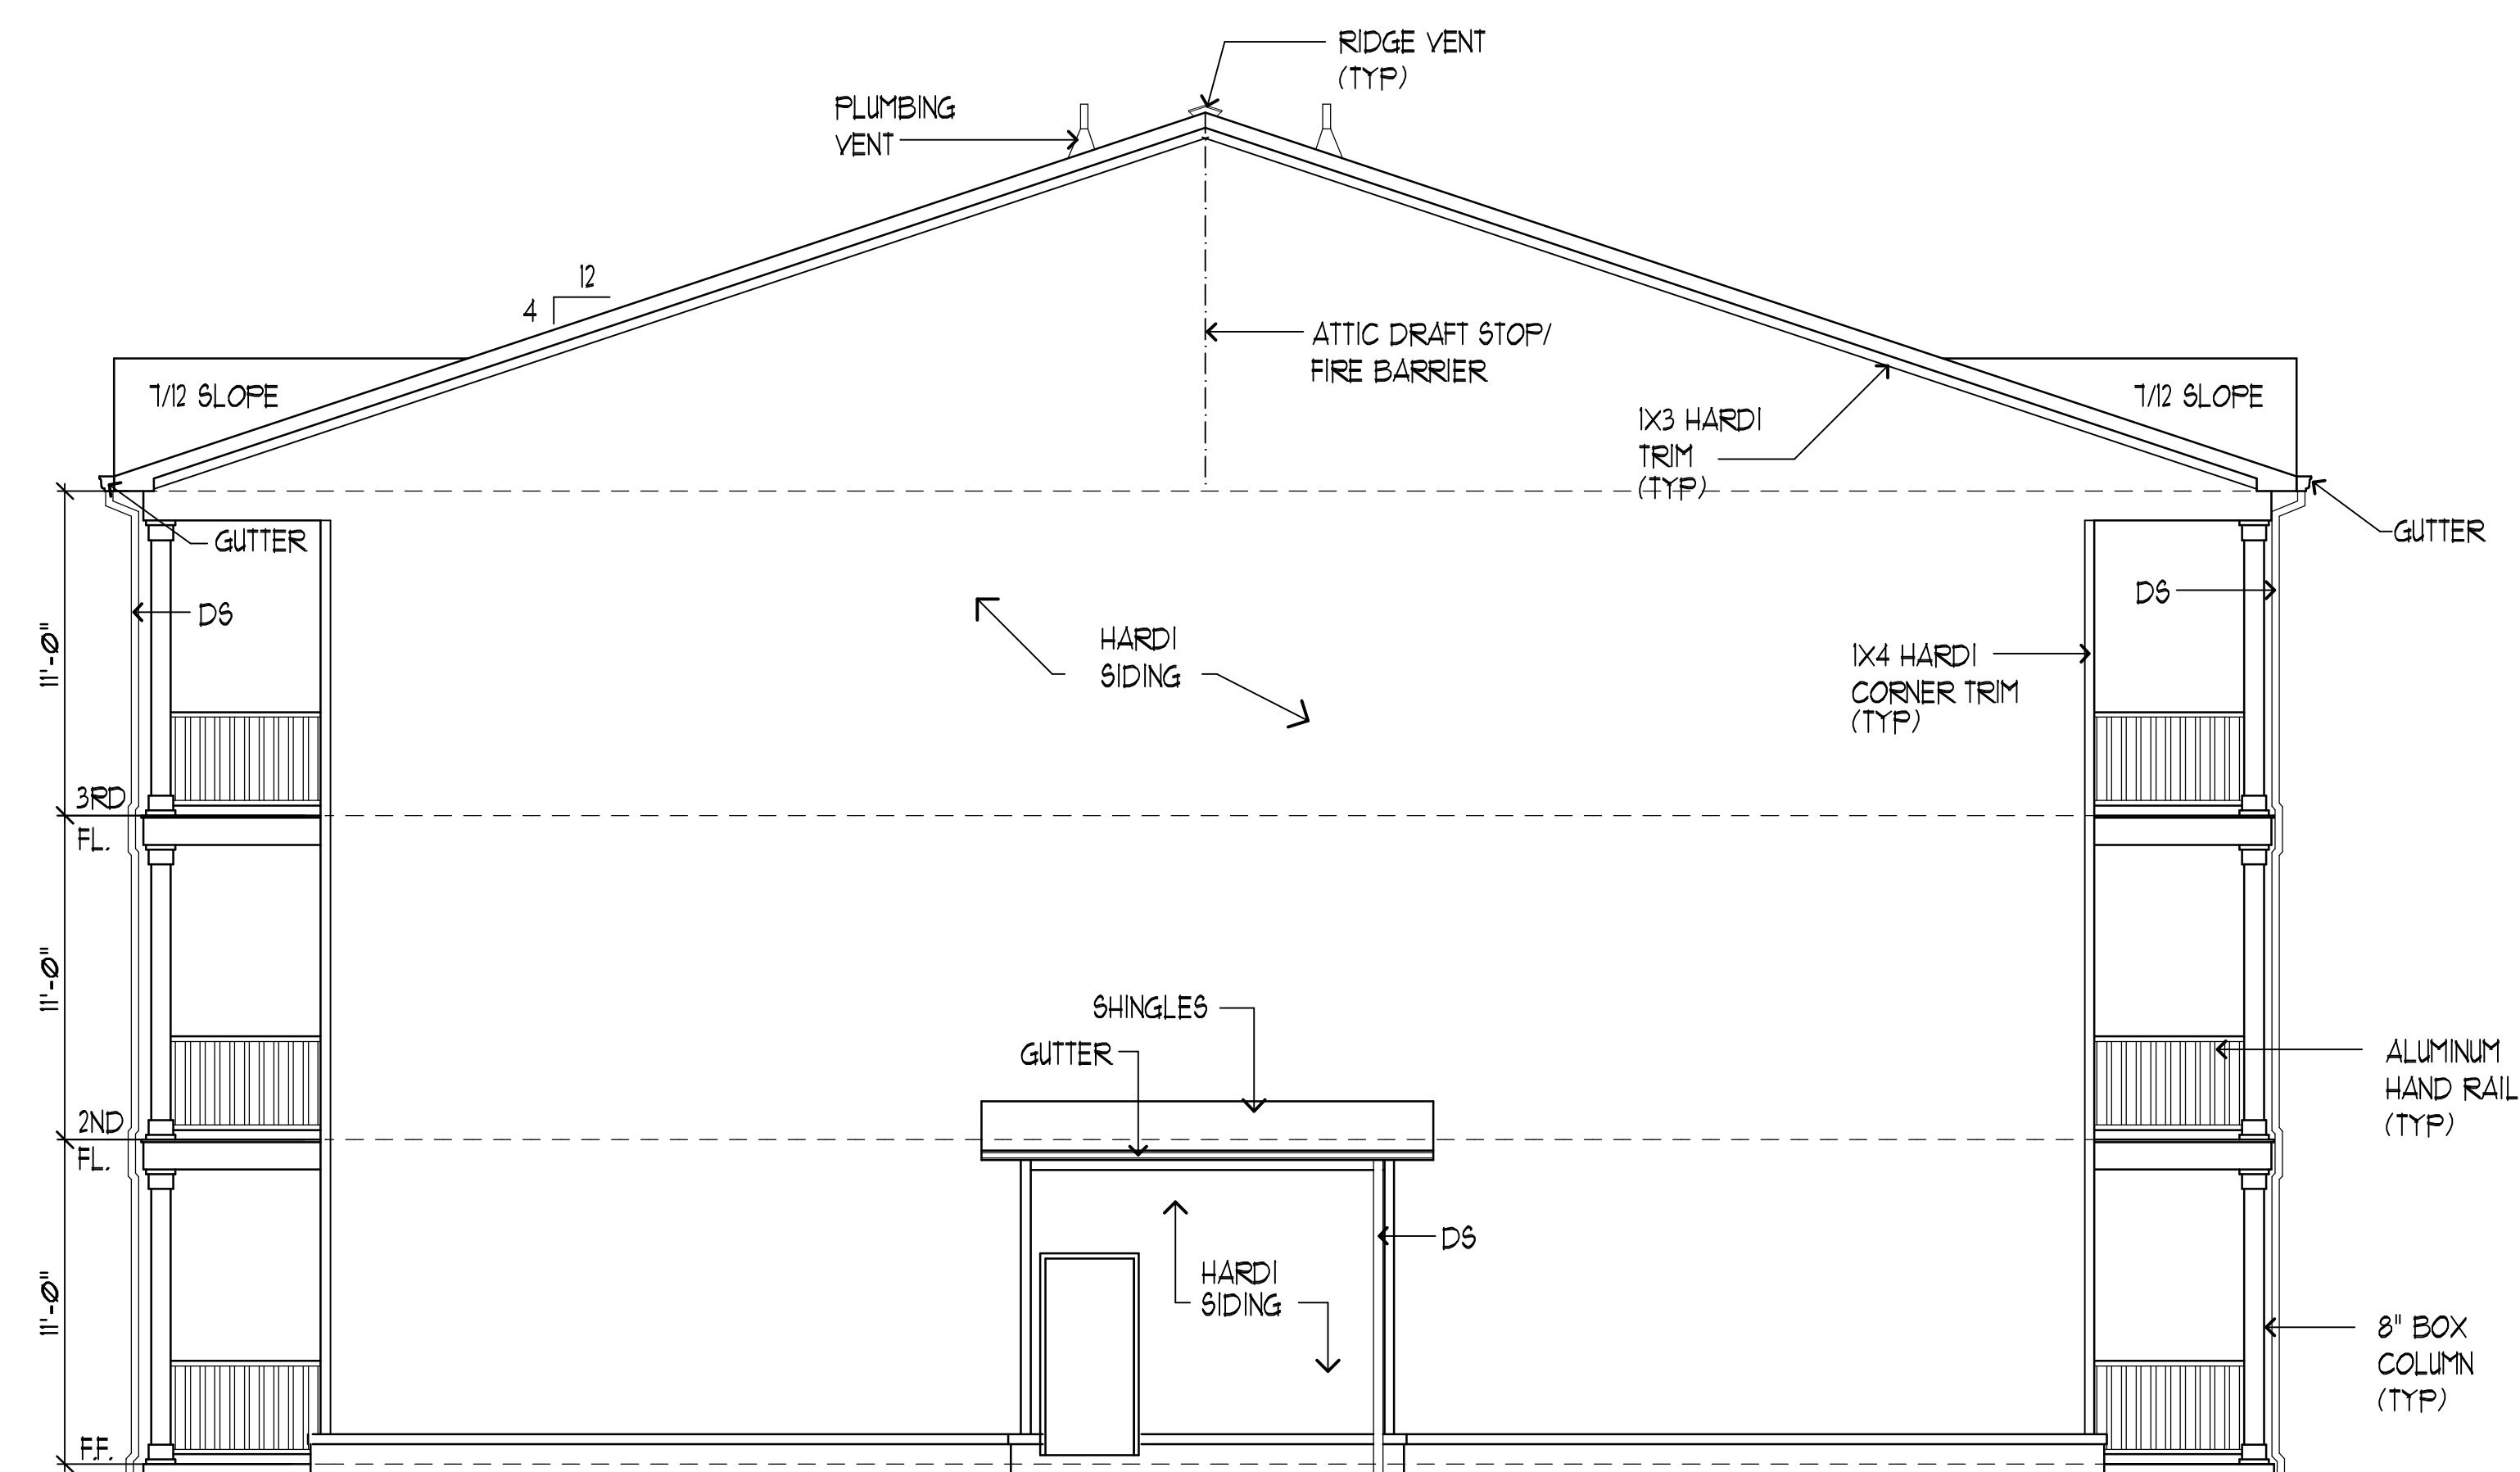 RIDGE VENT
(TYP)
PLUMBING
VENT
12
4
ATTIC DRAFT STOP/
FIRE BARRIER
7/12 SLOPE
7/12 SLOPE
1X3 HARDI
TRIM
(TYP)
GUTTER
GUTTER
DS
DS
11'-0"
HARDI
SIDING
1X4 HARDI
CORNER TRIM
(TYP)
3RD
FL.
11'-0"
SHINGLES
GUTTER
ALUMINUM
HAND RAIL
(TYP)
2ND
FL.
DS
11'-0"
HARDI
SIDING
8" BOX
COLUMN
(TYP)
F.F.